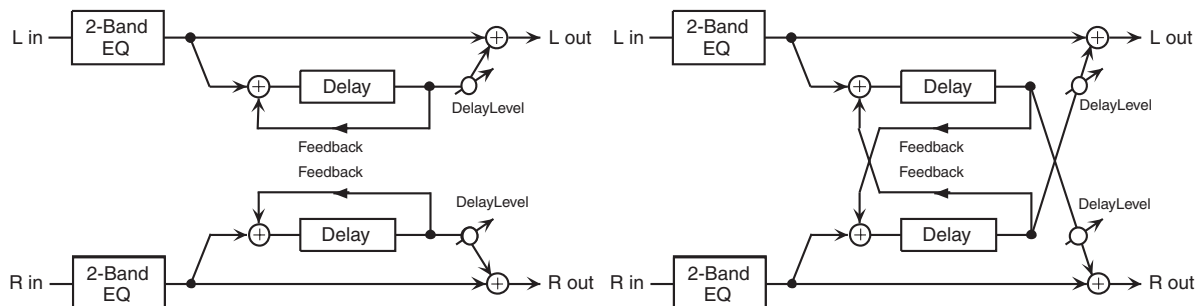 L in
2-Band
EQ
L out
Delay
DelayLevel
Feedback
Feedback
DelayLevel
Delay
R in
2-Band
EQ
R out
L in
2-Band
EQ
L out
Delay
DelayLevel
Feedback
Feedback
DelayLevel
Delay
R in
2-Band
EQ
R out